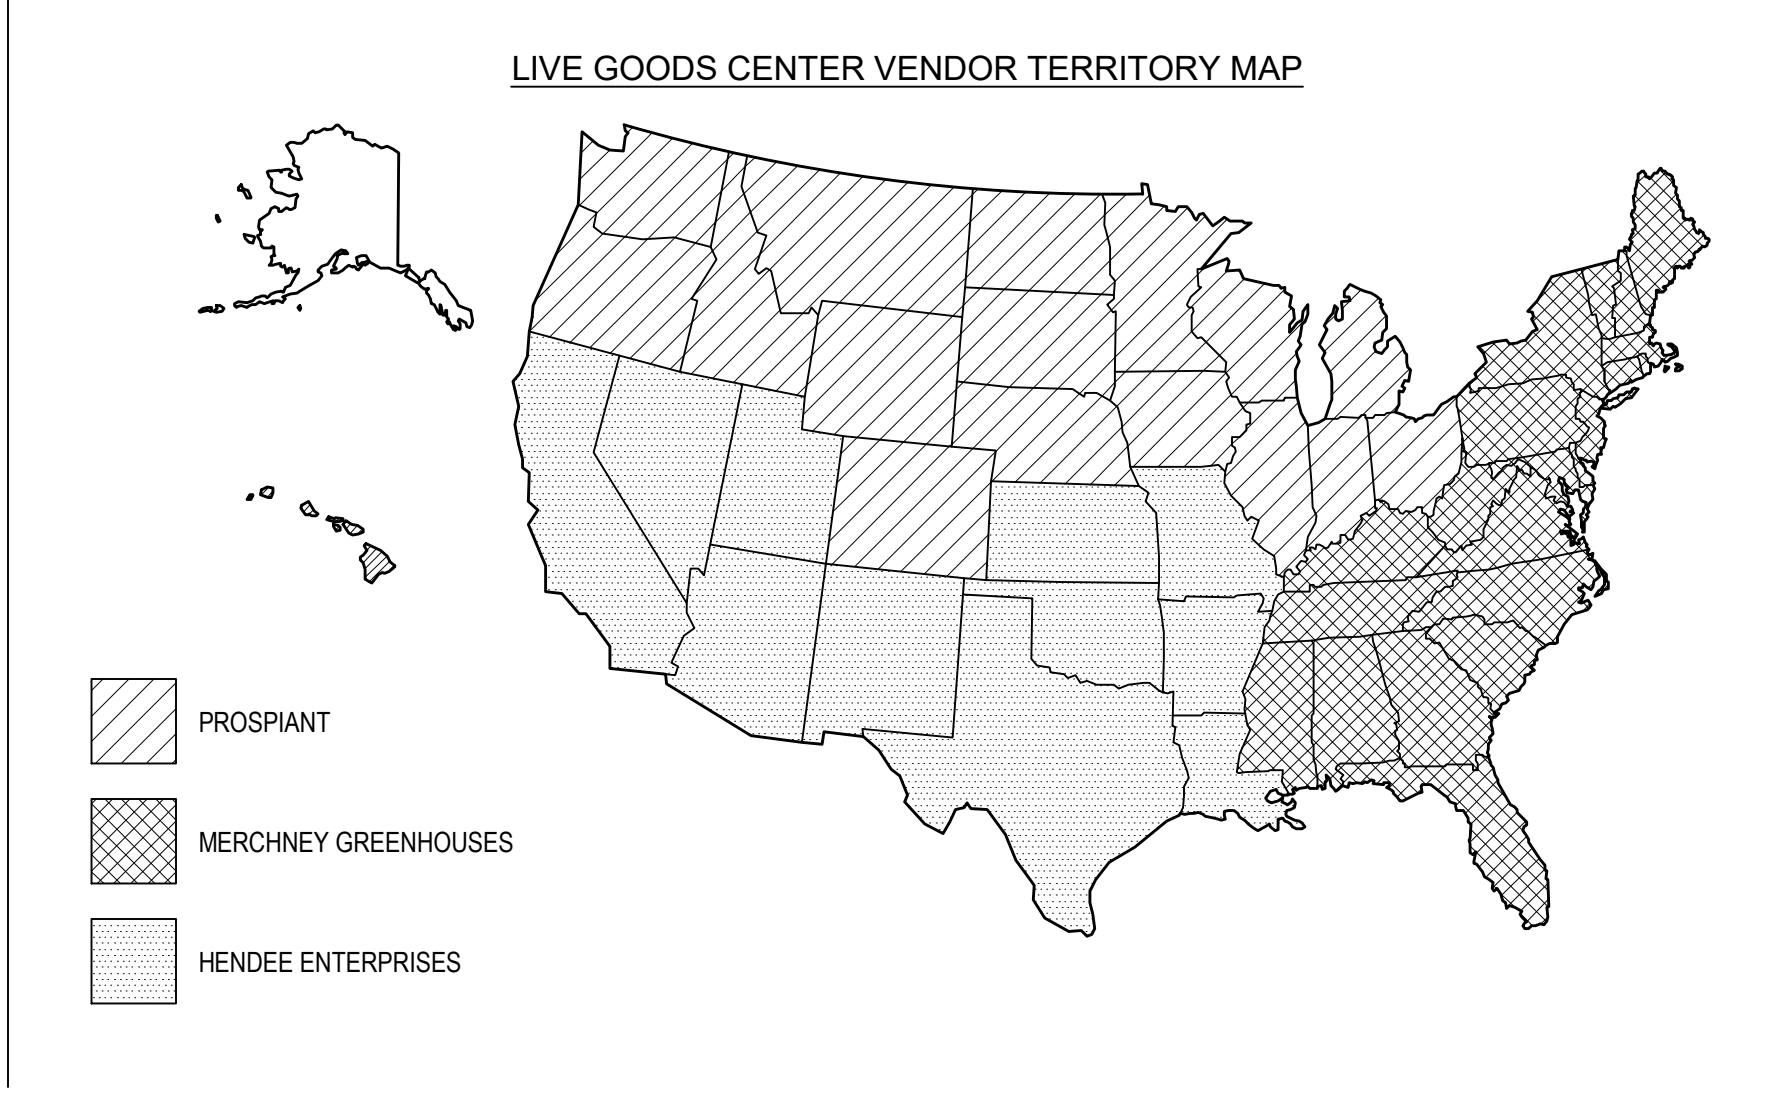 LIVE GOODS CENTER VENDOR TERRITORY MAP
PROSPIANT
MERCHNEY GREENHOUSES
HENDEE ENTERPRISES